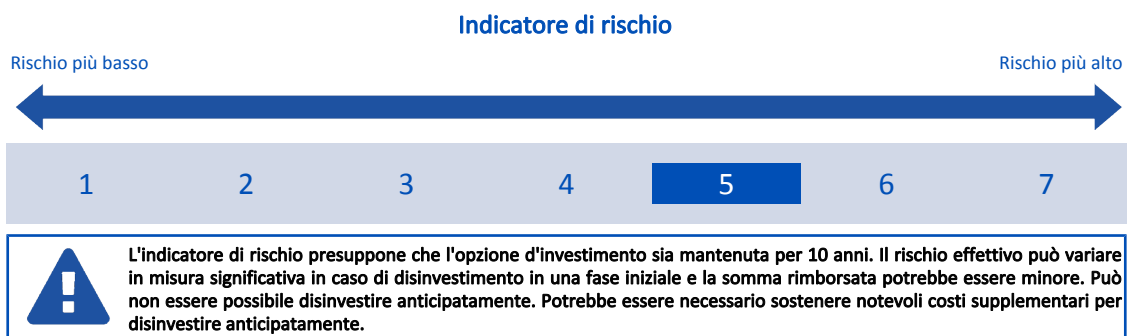 Indicatore di rischio
Rischio più basso
Rischio più alto
1 2 3 4 5 6 7
L'indicatore di rischio presuppone che l'opzione d'investimento sia mantenuta per 10 anni. Il rischio effettivo può variare
in misura significativa in caso di disinvestimento in una fase iniziale e la somma rimborsata potrebbe essere minore. Può
non essere possibile disinvestire anticipatamente. Potrebbe essere necessario sostenere notevoli costi supplementari per
disinvestire anticipatamente.